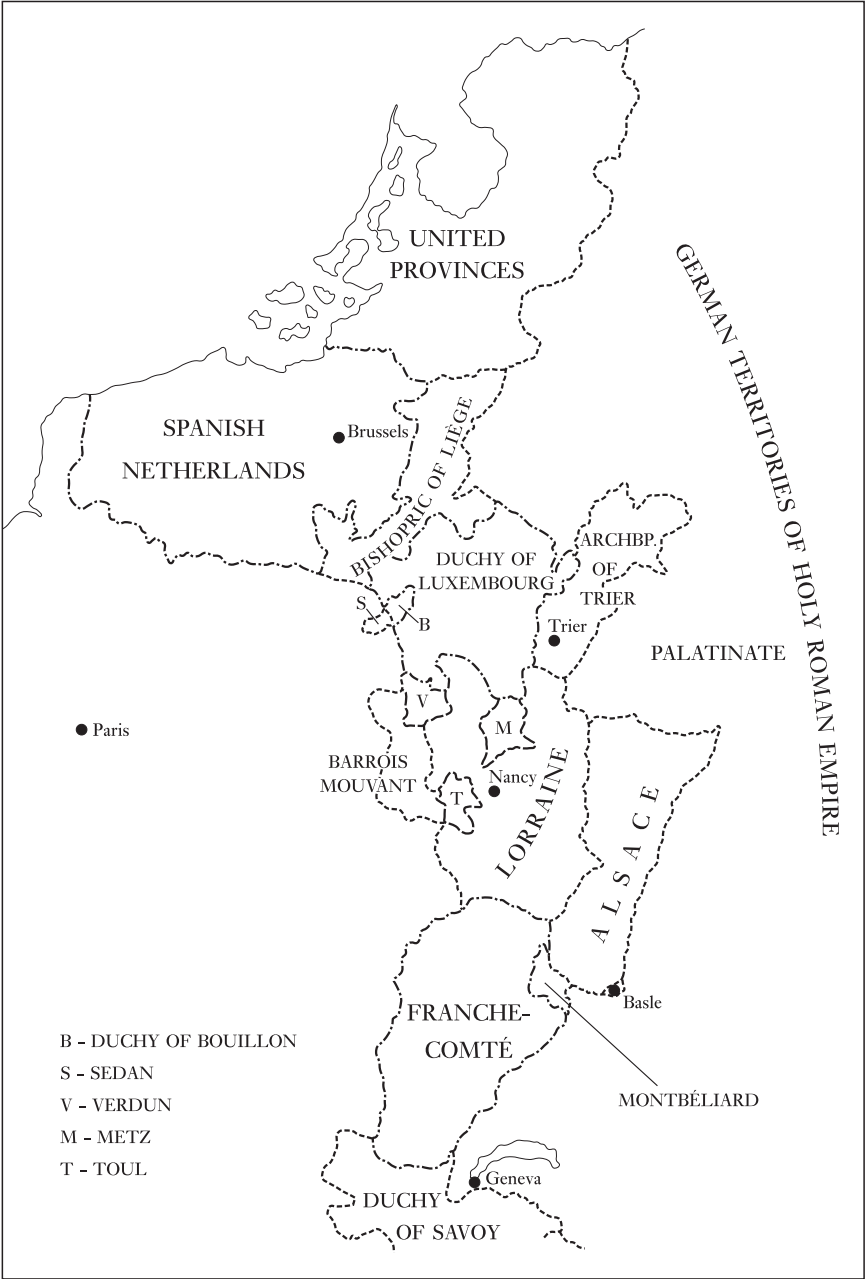 UNITED
PROVINCES
GERMAN TERRITORIES OF HOLY ROMAN EMPIRE
SPANISH
NETHERLANDS
Brussels
BISHOPRIC OF LIÈGE
DUCHY OF
LUXEMBOURG
ARCHBP.
OF
TRIER
S
B
Trier
PALATINATE
V
M
Paris
BARROIS
MOUVANT
Nancy
T
LORRAINE
ALSACE
Basle
FRANCHE-
COMTÉ
MONTBÉLIARD
B - DUCHY OF BOUILLON
S - SEDAN
V - VERDUN
M - METZ
T - TOUL
Geneva
DUCHY
OF SAVOY